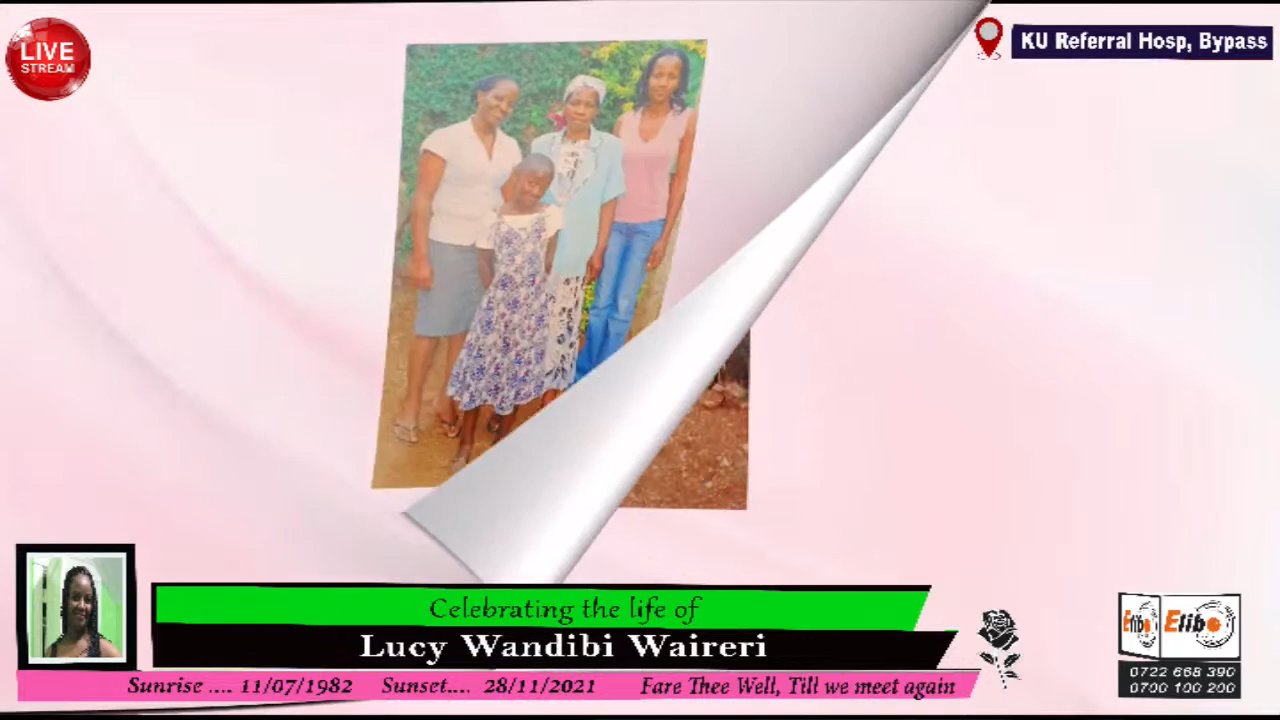 LIVE
STREAM
KU Referral Hosp, Bypass
Celebrating the life of
Lucy Wandibi Waireri
Sunrise .... 11/07/1982 Sunset.... 28/11/2021 Fare Thee Well, Till we meet again
Elibo Elibo
0722 668 390
0700 100 200